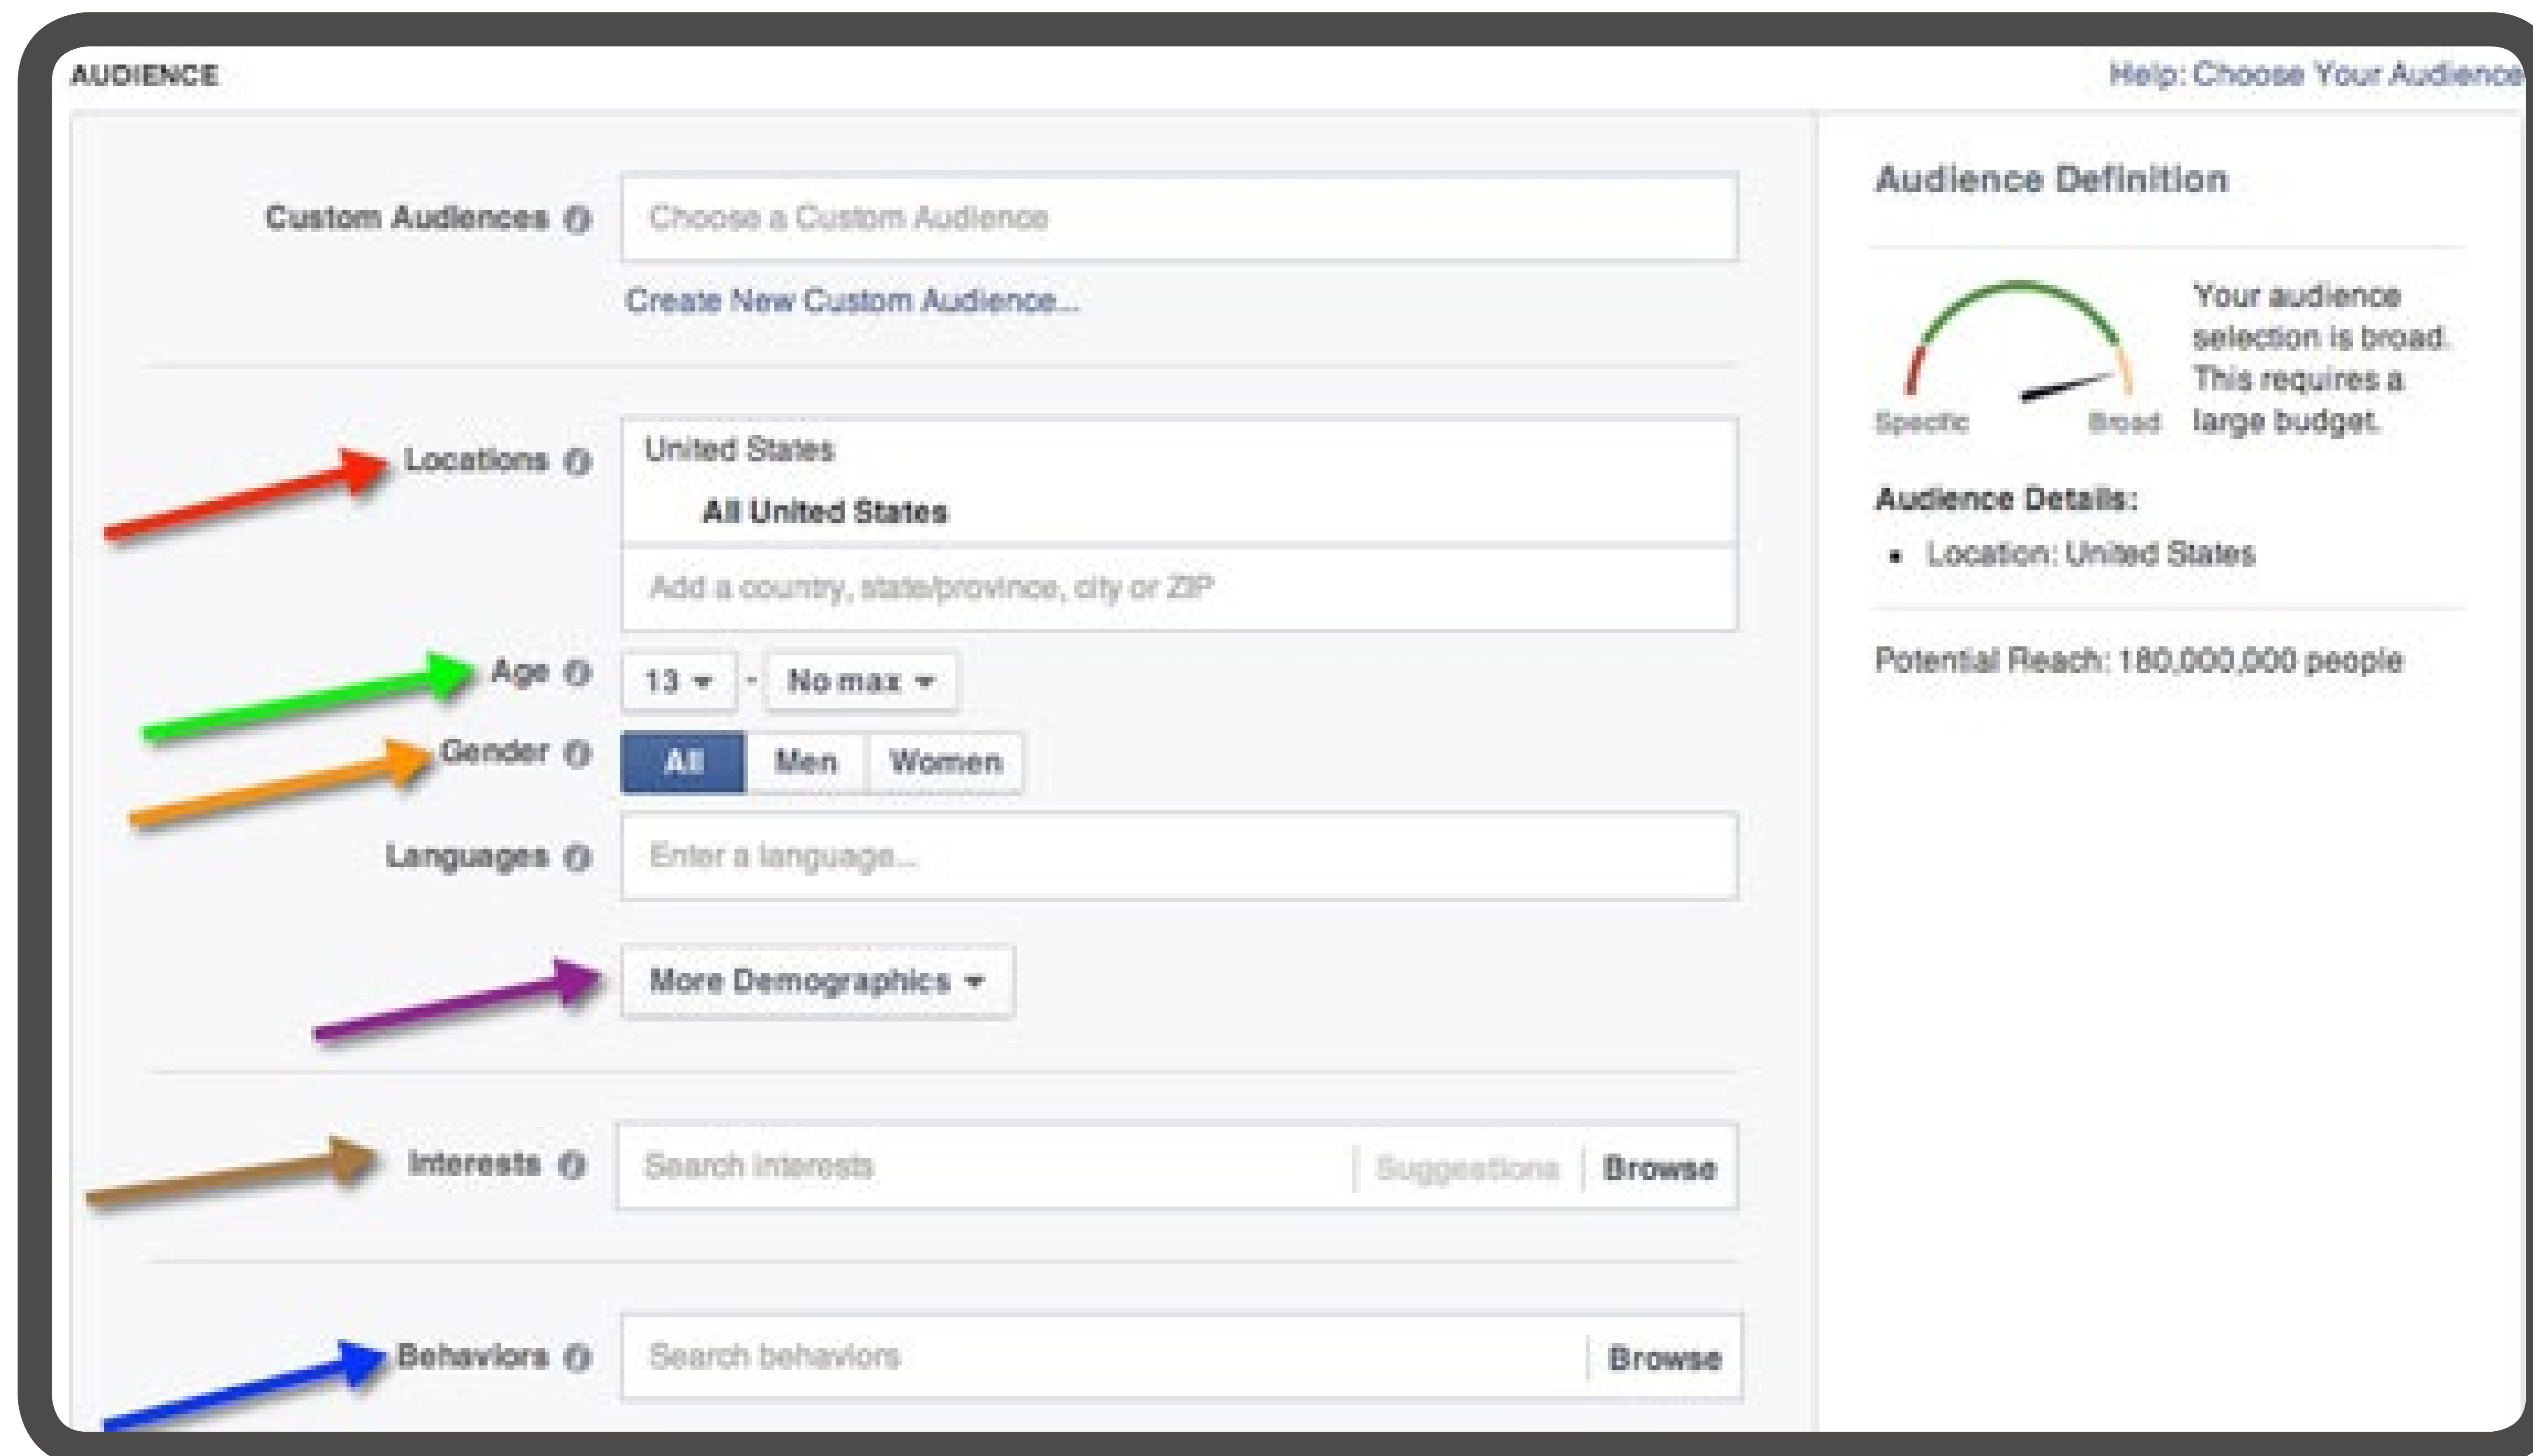 AUDIENCE
Help: Choose Your Audience
Custom Audiences
Choose a Custom Audience
Create New Custom Audience...
Locations
United States
All United States
Add a country, state/province, city or ZIP
Age
13 - No max
Gender
All Men Women
Languages
Enter a language...
More Demographics
Interests
Search interests Suggestions Browse
Behaviors
Search behaviors Browse
Audience Definition
Specific Broad
Your audience
selection is broad.
This requires a
large budget.
Audience Details:
• Location: United States
Potential Reach: 180,000,000 people